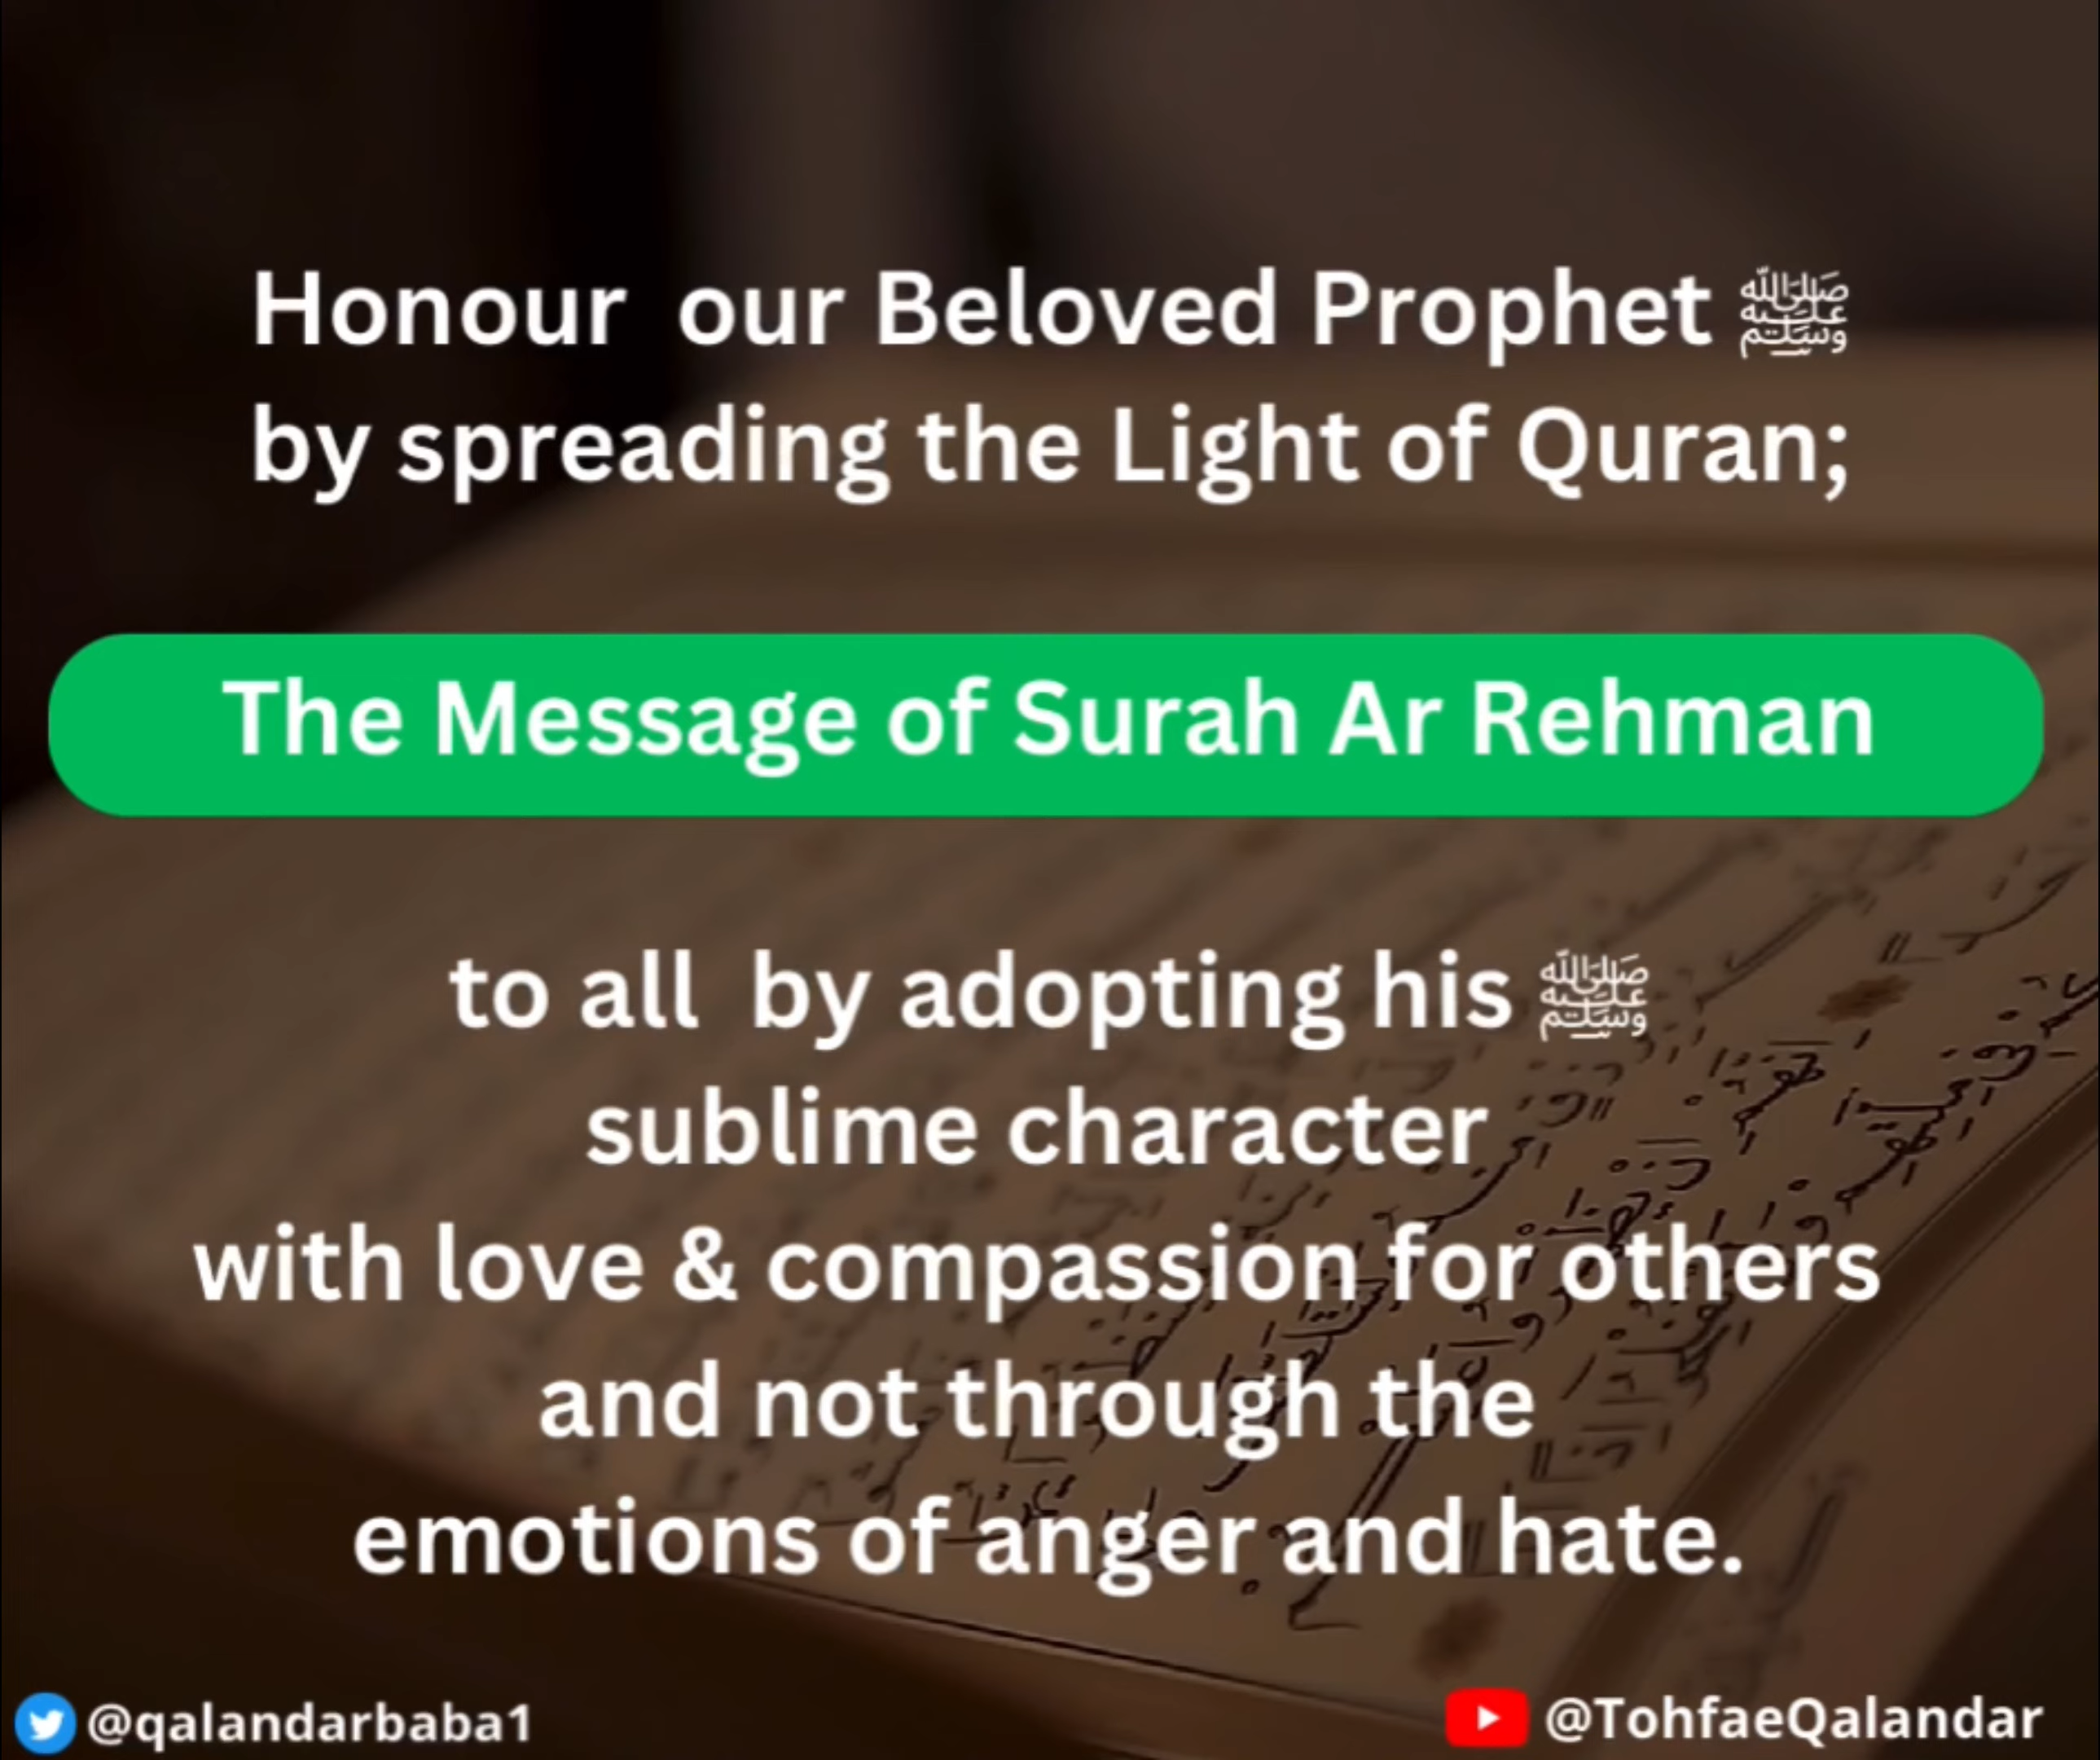 Honour our Beloved Prophet ﷺ
by spreading the Light of Quran;
The Message of Surah Ar Rehman
to all by adopting his ﷺ
sublime character
with love & compassion for others
and not through the
emotions of anger and hate.
@qalandarbaba1
@TohfaeQalandar